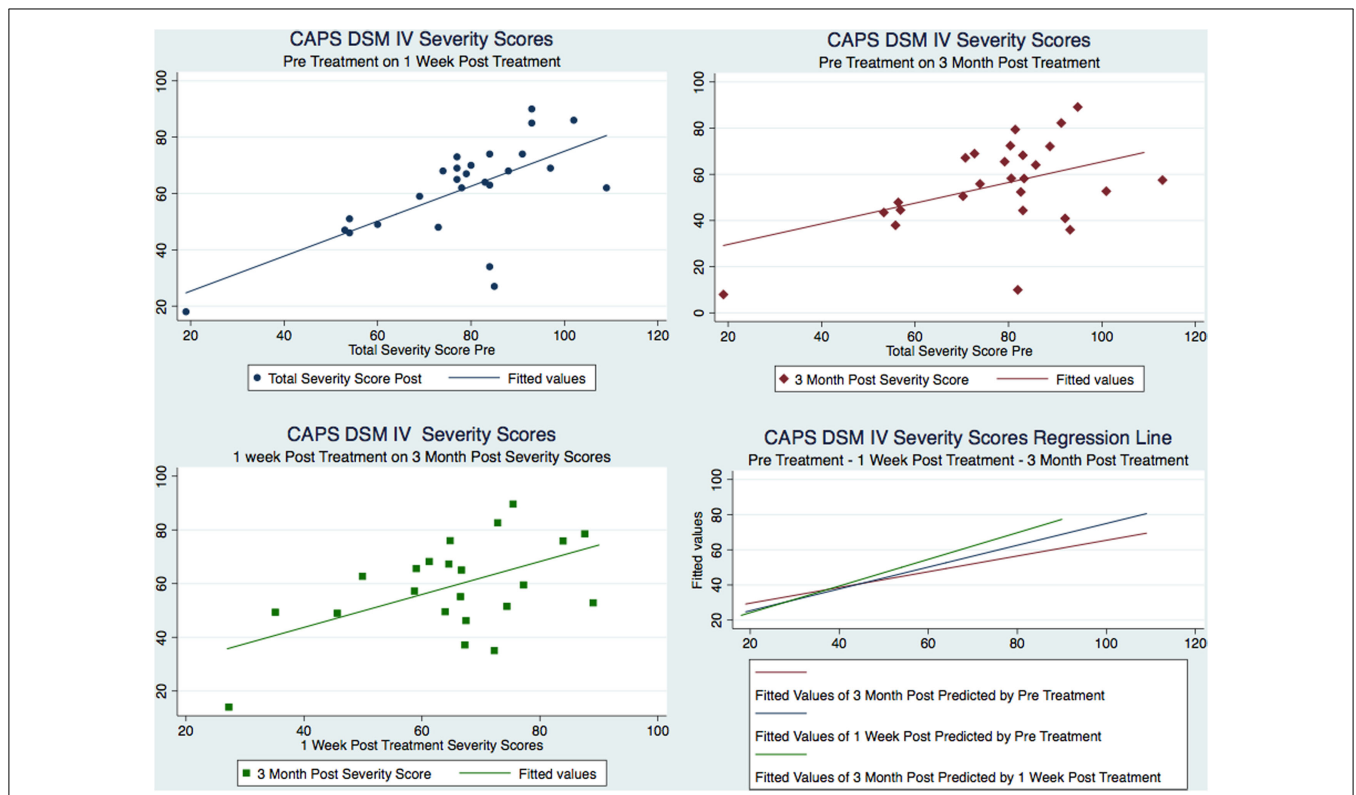 CAPS DSM IV Severity Scores
Pre Treatment on 1 Week Post Treatment
100
80
60
40
20
20 40 60 80 100 120
Total Severity Score Pre
Total Severity Score Post Fitted values
CAPS DSM IV Severity Scores
Pre Treatment on 3 Month Post Treatment
100
80
60
40
20
0
20 40 60 80 100 120
Total Severity Score Pre
3 Month Post Severity Score Fitted values
CAPS DSM IV Severity Scores
1 week Post Treatment on 3 Month Post Severity Scores
100
80
60
40
20
20 40 60 80 100
1 Week Post Treatment Severity Scores
3 Month Post Severity Score Fitted values
CAPS DSM IV Severity Scores Regression Line
Pre Treatment - 1 Week Post Treatment - 3 Month Post Treatment
Fitted values
100
80
60
40
20
20 40 60 80 100 120
Fitted Values of 3 Month Post Predicted by Pre Treatment
Fitted Values of 1 Week Post Predicted by Pre Treatment
Fitted Values of 3 Month Post Predicted by 1 Week Post Treatment